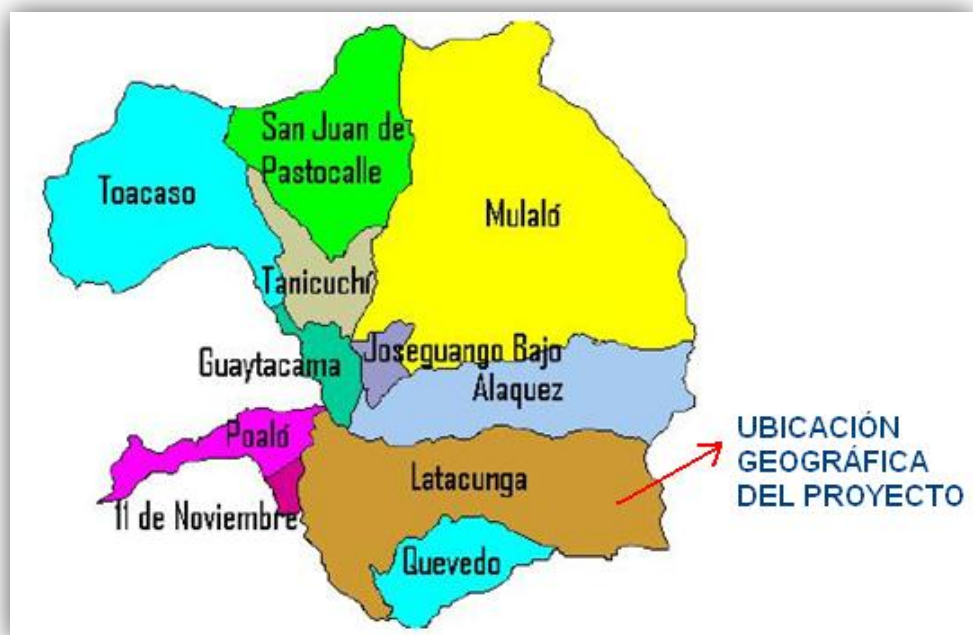 San Juan de
Pastocalle
Toacaso
Mulaló
Tanicuchí
Joseguango Bajo
Guaytacama
Alaquez
Poaló
UBICACIÓN
GEOGRÁFICA
DEL PROYECTO
Latacunga
11 de Noviembre
Quevedo